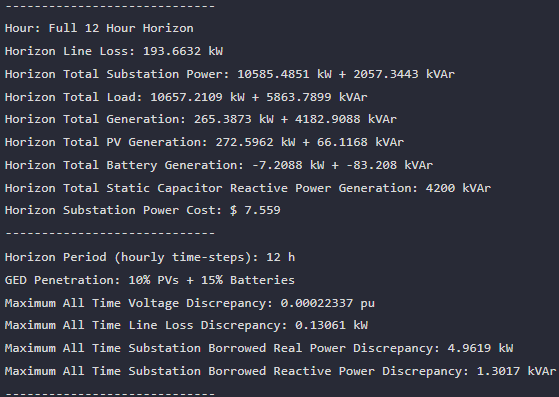 ------------------------------
Hour: Full 12 Hour Horizon
Horizon Line Loss: 193.6632 kW
Horizon Total Substation Power: 10585.4851 kW + 2057.3443 kVAr
Horizon Total Load: 10657.2109 kW + 5863.7899 kVAr
Horizon Total Generation: 265.3873 kW + 4182.9088 kVAr
Horizon Total PV Generation: 272.5962 kW + 66.1168 kVAr
Horizon Total Battery Generation: -7.2088 kW + -83.208 kVAr
Horizon Total Static Capacitor Reactive Power Generation: 4200 kVAr
Horizon Substation Power Cost: $ 7.559
------------------------------
Horizon Period (hourly time-steps): 12 h
GED Penetration: 10% PVs + 15% Batteries
Maximum All Time Voltage Discrepancy: 0.00022337 pu
Maximum All Time Line Loss Discrepancy: 0.13061 kW
Maximum All Time Substation Borrowed Real Power Discrepancy: 4.9619 kW
Maximum All Time Substation Borrowed Reactive Power Discrepancy: 1.3017 kVAr
------------------------------